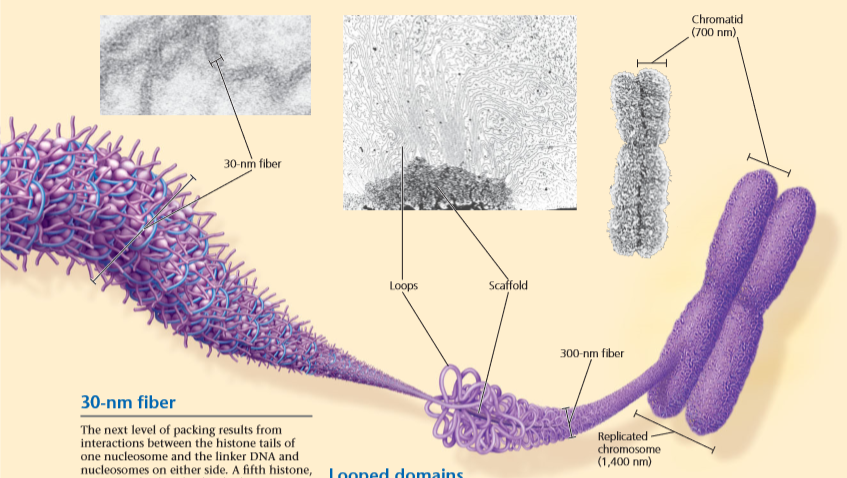 Chromatid
(700 nm)
30-nm fiber
Loops
Scaffold
300-nm fiber
30-nm fiber
The next level of packing results from
interactions between the histone tails of
one nucleosome and the linker DNA and
nucleosomes on either side. A fifth histone,
Replicated
chromosome
(1,400 nm)
Looped domains